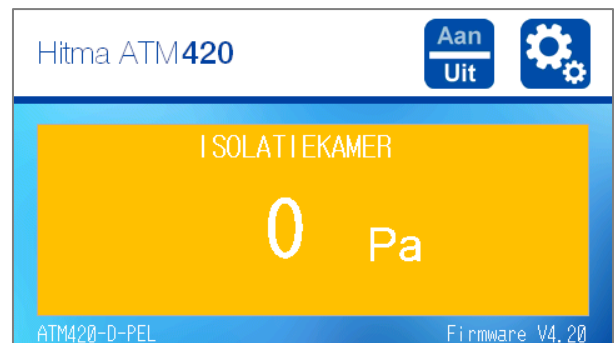 Hitma ATM420
Aan
Uit
ISOLATIEKAMER
0 Pa
ATM420-D-PEL
Firmware V4.20